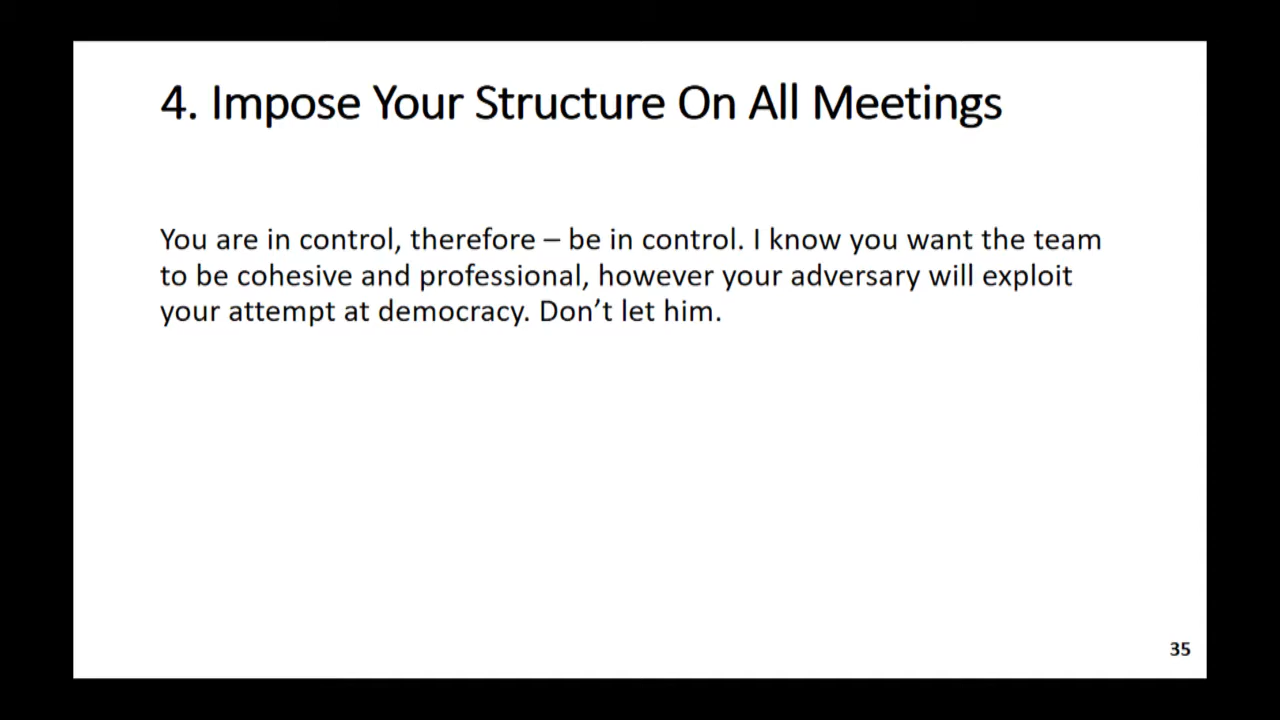 4. Impose Your Structure On All Meetings
You are in control, therefore – be in control. I know you want the team
to be cohesive and professional, however your adversary will exploit
your attempt at democracy. Don’t let him.
35